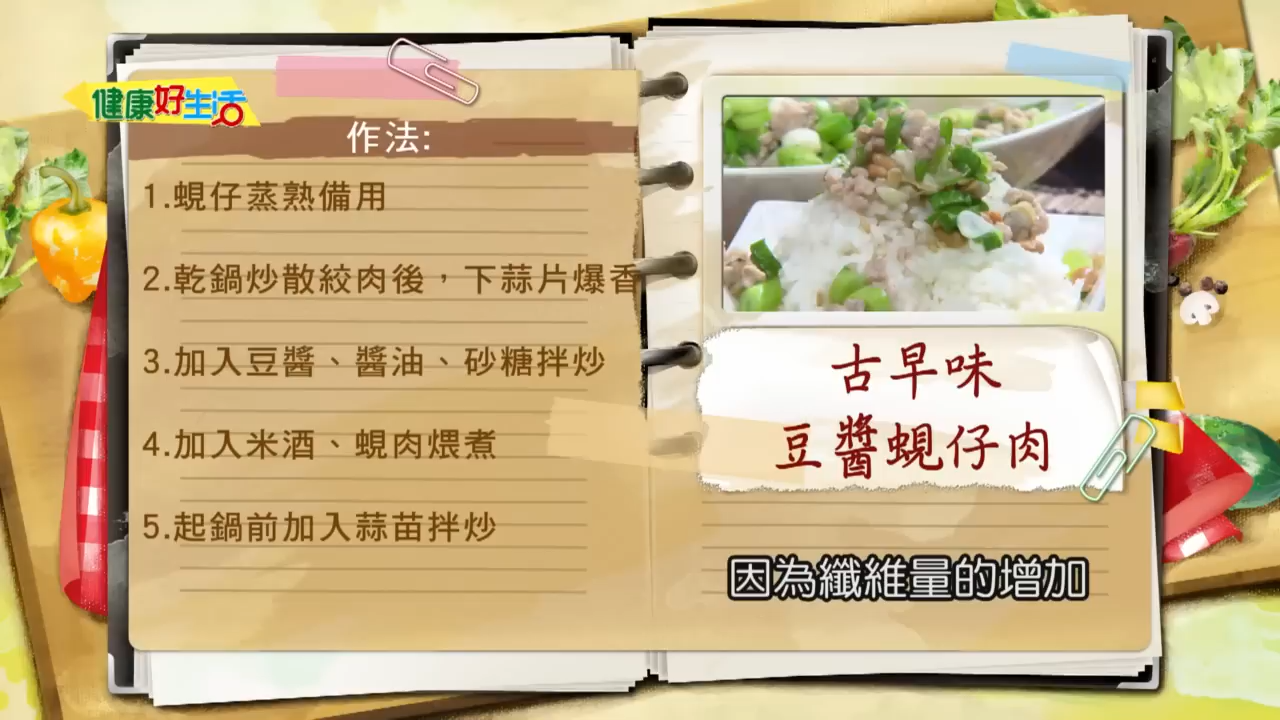 健康好生活
作法:
1.蜆仔蒸熟備用
2.乾鍋炒散絞肉後，下蒜片爆香
3.加入豆醬、醬油、砂糖拌炒
4.加入米酒、蜆肉煨煮
5.起鍋前加入蒜苗拌炒
古早味
豆醬蜆仔肉
因為纖維量的增加